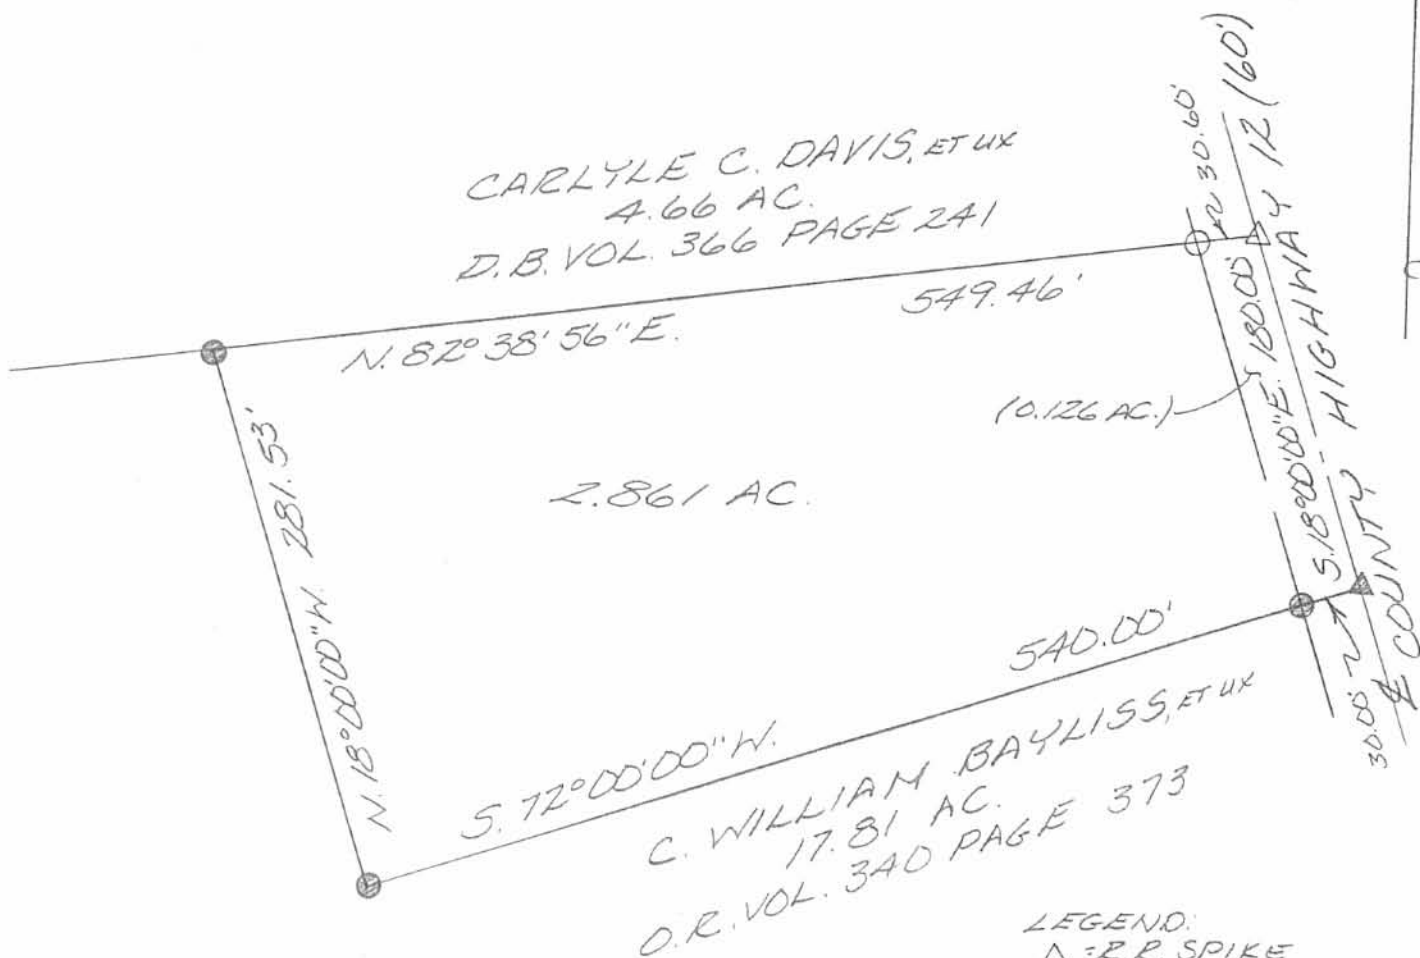 CARLYLE C. DAVIS, ET UX
4.66 AC.
D.B. VOL. 366 PAGE 241
30.60'
549.46'
N. 82° 38' 56" E.
(0.126 AC.)
S. 18°00'00" E. 180.00'
℄ COUNTY HIGHWAY 12 (60')
N. 18°00'00" W. 281.53'
2.861 AC.
540.00'
S. 72°00'00" W.
30.00'
C. WILLIAM BAYLISS, ET UX
17.81 AC.
O.R. VOL. 340 PAGE 373
LEGEND:
△ = R.R. SPIKE